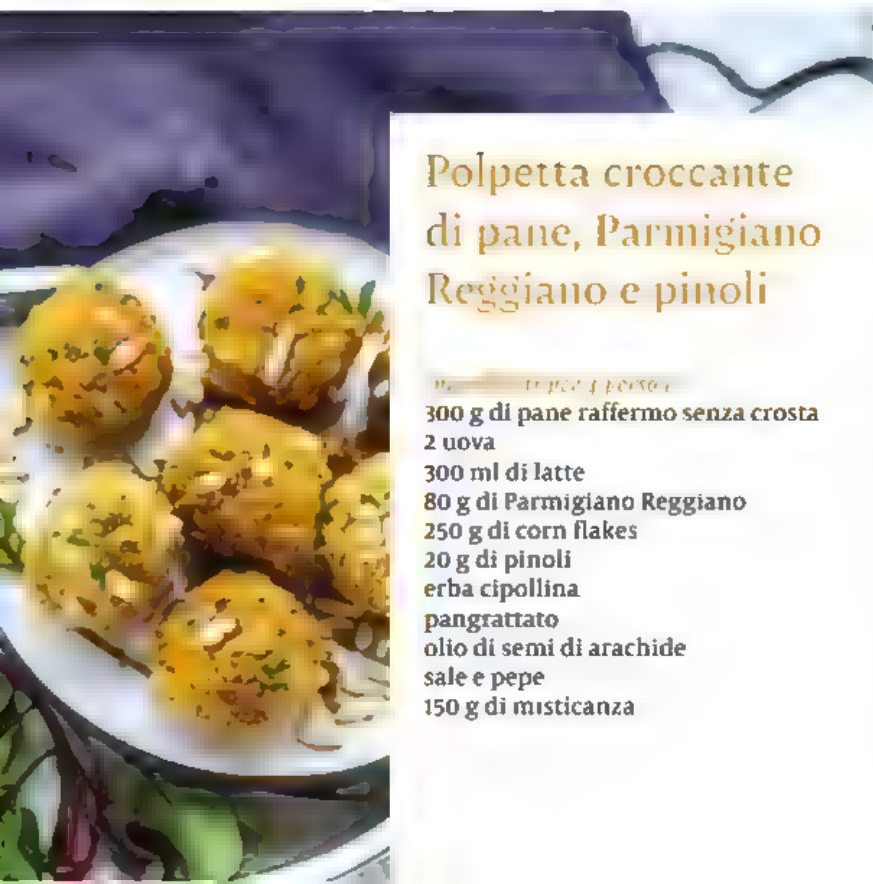 Polpetta croccante
di pane, Parmigiano
Reggiano e pinoli
per 4
300 g di pane raffermo senza crosta
2 uova
300 ml di latte
80 g di Parmigiano Reggiano
250 g di corn flakes
20 g di pinoli
erba cipollina
pangrattato
olio di semi di arachide
sale e pepe
150 g di misticanza